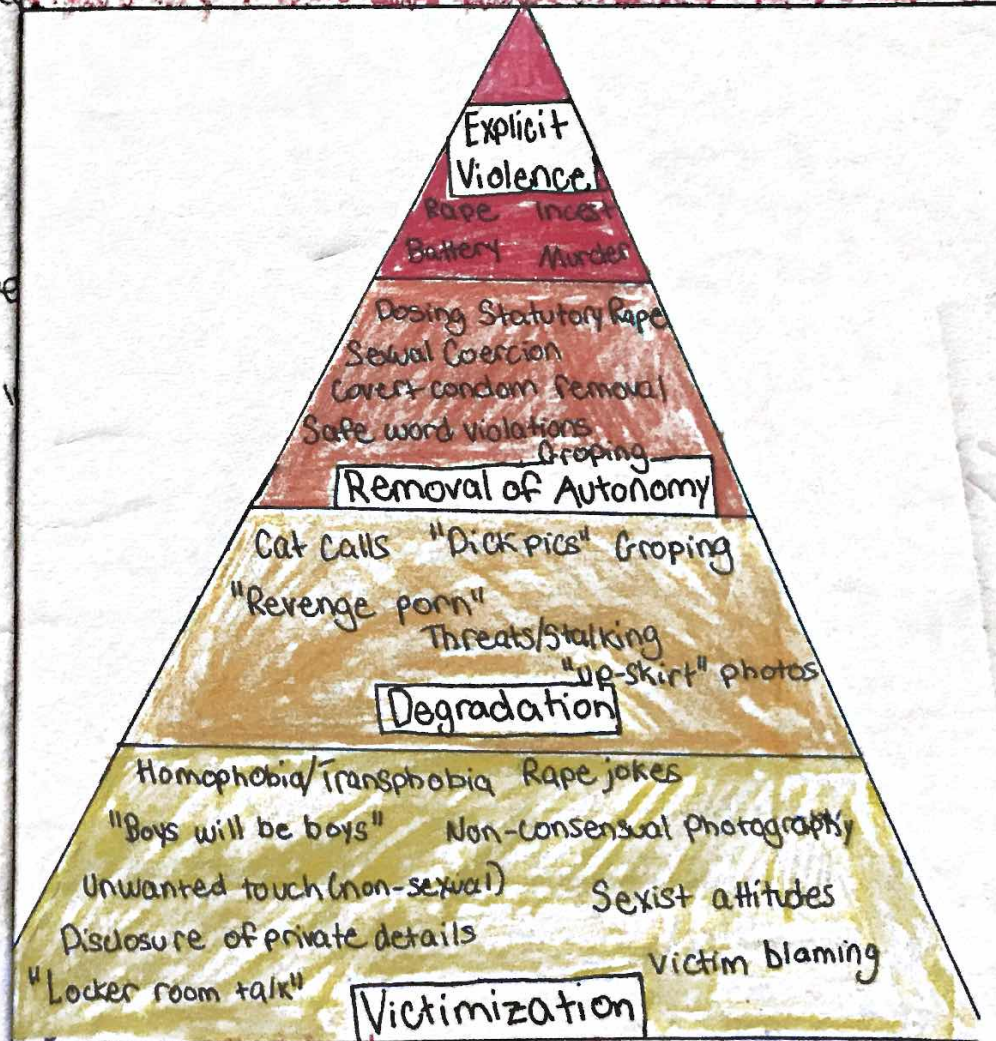 Explicit
Violence
Rape Incest
Battery Murder
Dosing Statutory Rape
Sexual Coercion
Covert condom removal
Safe word violations
Groping
Removal of Autonomy
Cat Calls "Dick pics" Groping
"Revenge porn"
Threats/Stalking
"up-skirt" photos
Degradation
Homophobia/Transphobia Rape jokes
"Boys will be boys" Non-consensual photography
Unwanted touch (non-sexual) Sexist attitudes
Disclosure of private details
victim blaming
"Locker room talk"
Victimization